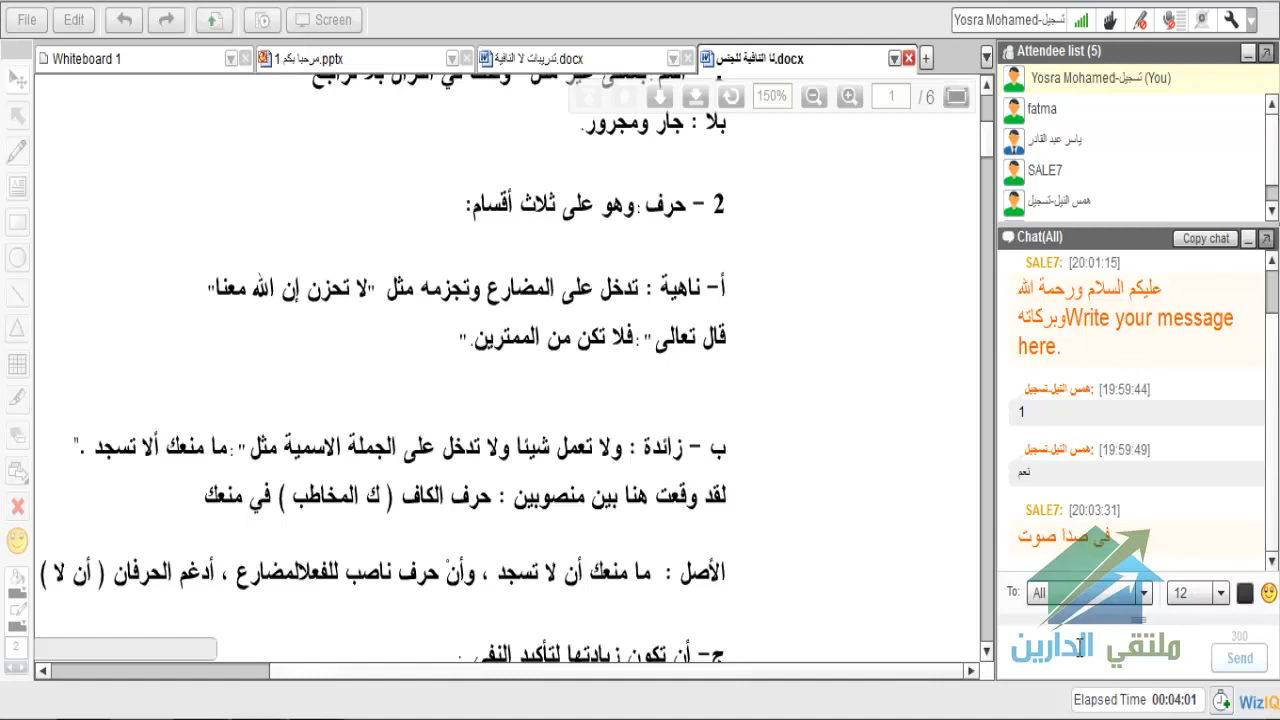 File Edit Screen
Yosra Mohamed-تسجيل
Whiteboard 1
مرحبا بكم 1.pptx
تدريبات لا النافية.docx
لا النافية للجنس.docx
150%
1 / 6
بلا : جار ومجرور.
2 - حرف :وهو على ثلاث أقسام:
أ- ناهية : تدخل على المضارع وتجزمه مثل "لا تحزن إن الله معنا"
قال تعالى" :فلا تكن من الممترين."
ب - زائدة : ولا تعمل شيئا ولا تدخل على الجملة الاسمية مثل" :ما منعك ألا تسجد ."
لقد وقعت هنا بين منصوبين : حرف الكاف ( ك المخاطب ) في منعك
الأصل : ما منعك أن لا تسجد ، وأنْ حرف ناصب للفعلالمضارع ، أدغم الحرفان ( أن لا )
ج- أن تكون زيادتها لتأكيد النفي :
2
Attendee list (5)
Yosra Mohamed-تسجيل (You)
fatma
ياسر عبد القادر
SALE7
همس النيل-تسجيل
Chat(All)
Copy chat
SALE7: [20:01:15]
عليكم السلام ورحمة الله
وبركاتهWrite your message
here.
همس النيل-تسجيل: [19:59:44]
1
همس النيل-تسجيل: [19:59:49]
نعم
SALE7: [20:03:31]
فى صدا صوت
To: All 12
ملتقي الدارين
300
Send
Elapsed Time 00:04:01
WizIQ